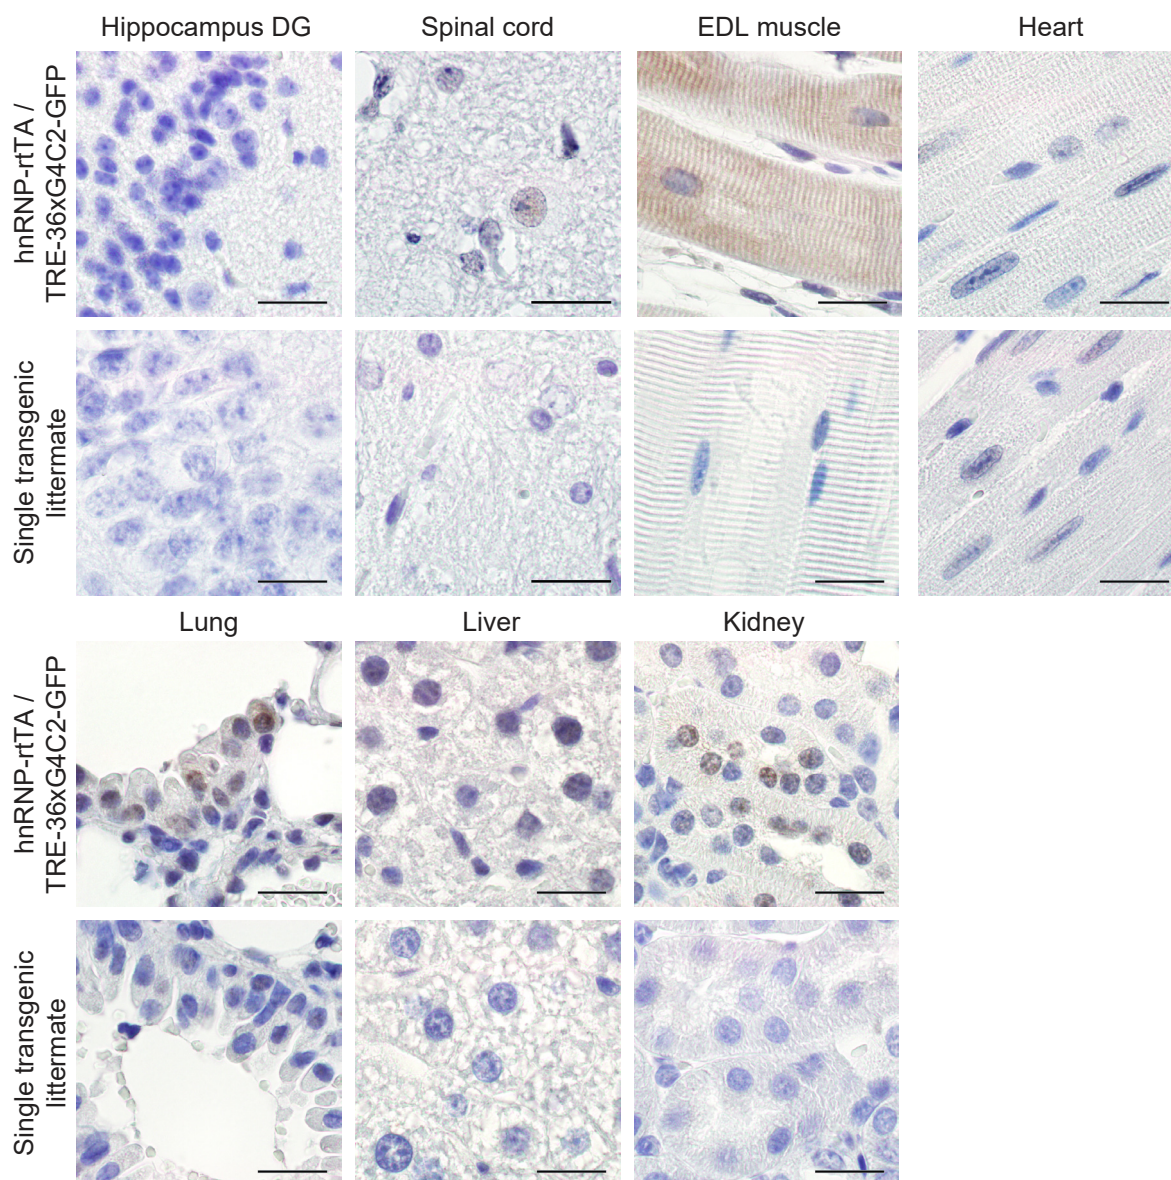 Hippocampus DG
Spinal cord
EDL muscle
Heart
hnRNP-rtTA /
TRE-36xG4C2-GFP
Single transgenic
littermate
Lung
Liver
Kidney
hnRNP-rtTA /
TRE-36xG4C2-GFP
Single transgenic
littermate